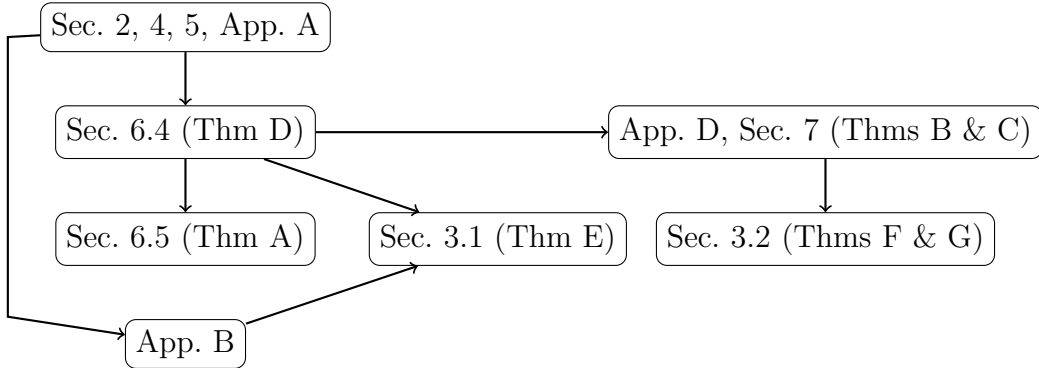 Sec. 2, 4, 5, App. A
Sec. 6.4 (Thm D)
App. D, Sec. 7 (Thms B & C)
Sec. 6.5 (Thm A)
Sec. 3.1 (Thm E)
Sec. 3.2 (Thms F & G)
App. B